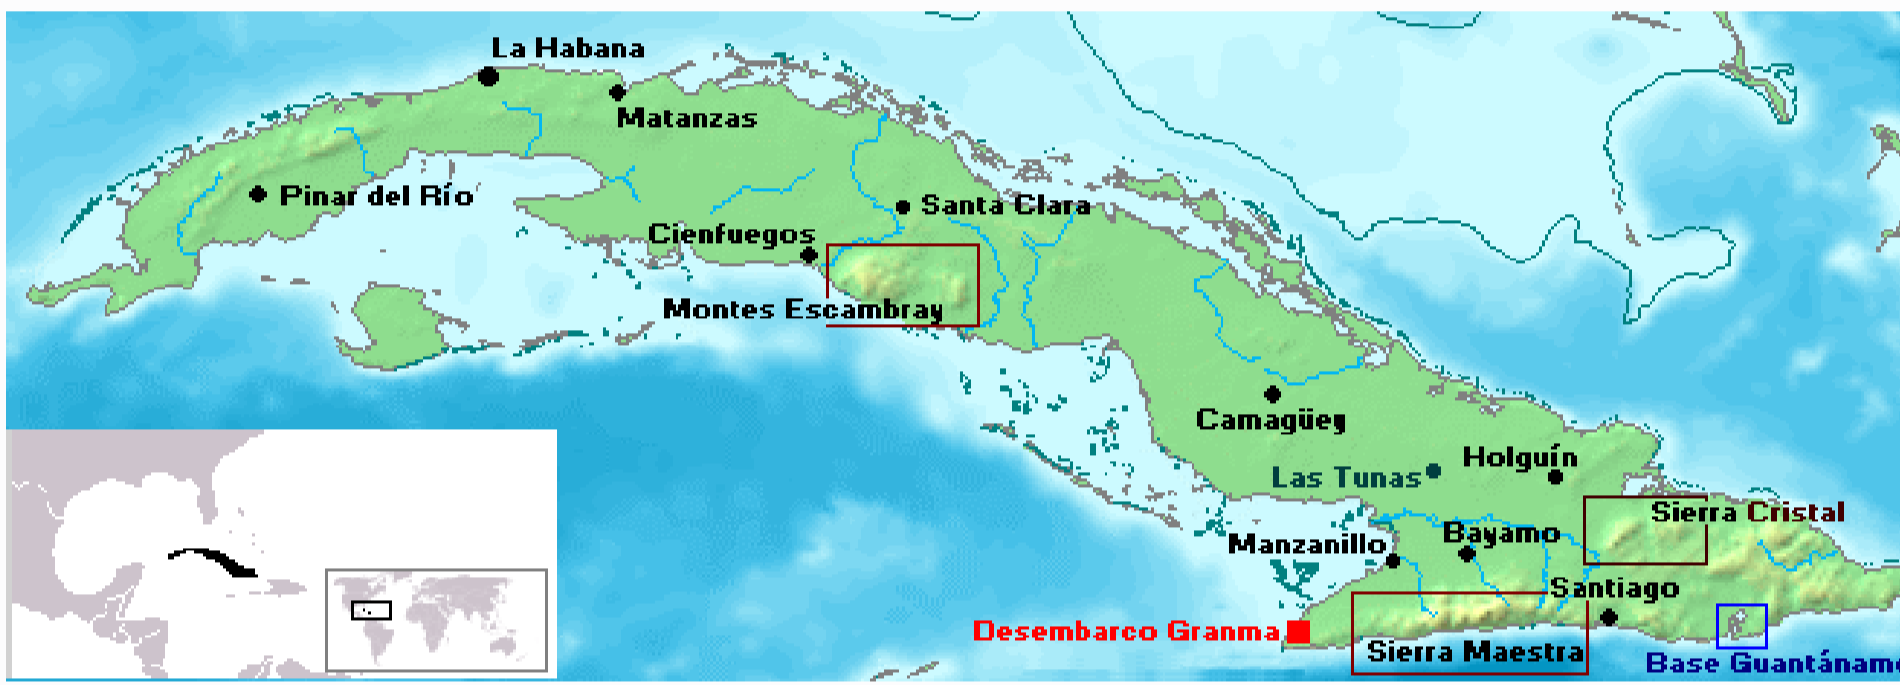 La Habana
Matanzas
Pinar del Río
Santa Clara
Cienfuegos
Montes Escambray
Camagüey
Holguín
Las Tunas
Sierra Cristal
Bayamo
Manzanillo
Santiago
Desembarco Granma
Sierra Maestra
Base Guantánamo